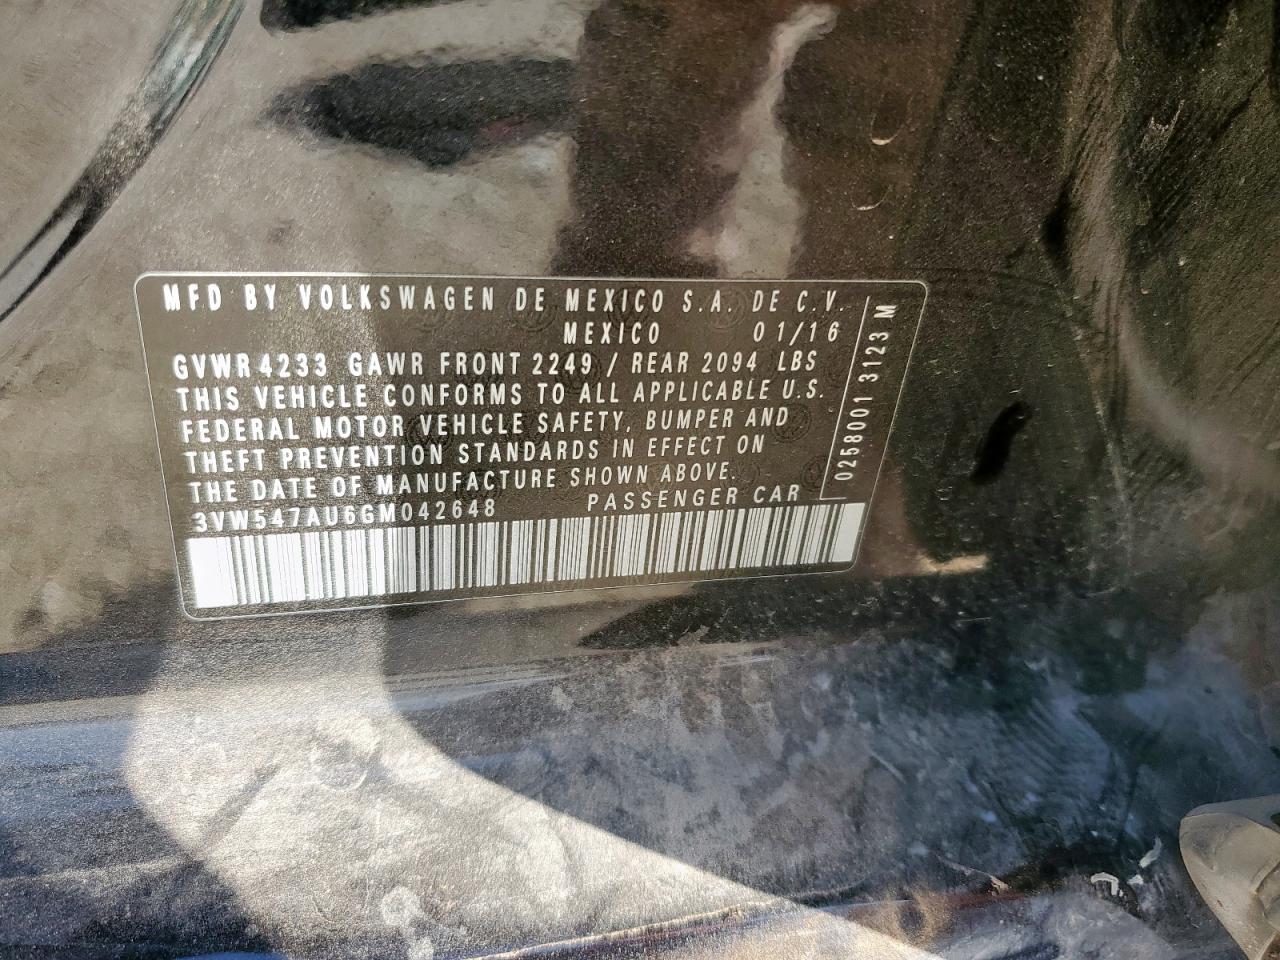 MFD BY VOLKSWAGEN DE MEXICO S.A. DE C.V.
MEXICO 01/16
GVWR 4233 GAWR FRONT 2249 / REAR 2094 LBS
THIS VEHICLE CONFORMS TO ALL APPLICABLE U.S.
FEDERAL MOTOR VEHICLE SAFETY, BUMPER AND
THEFT PREVENTION STANDARDS IN EFFECT ON
THE DATE OF MANUFACTURE SHOWN ABOVE.
3VW547AU6GM042648 PASSENGER CAR
0258001 3123 M